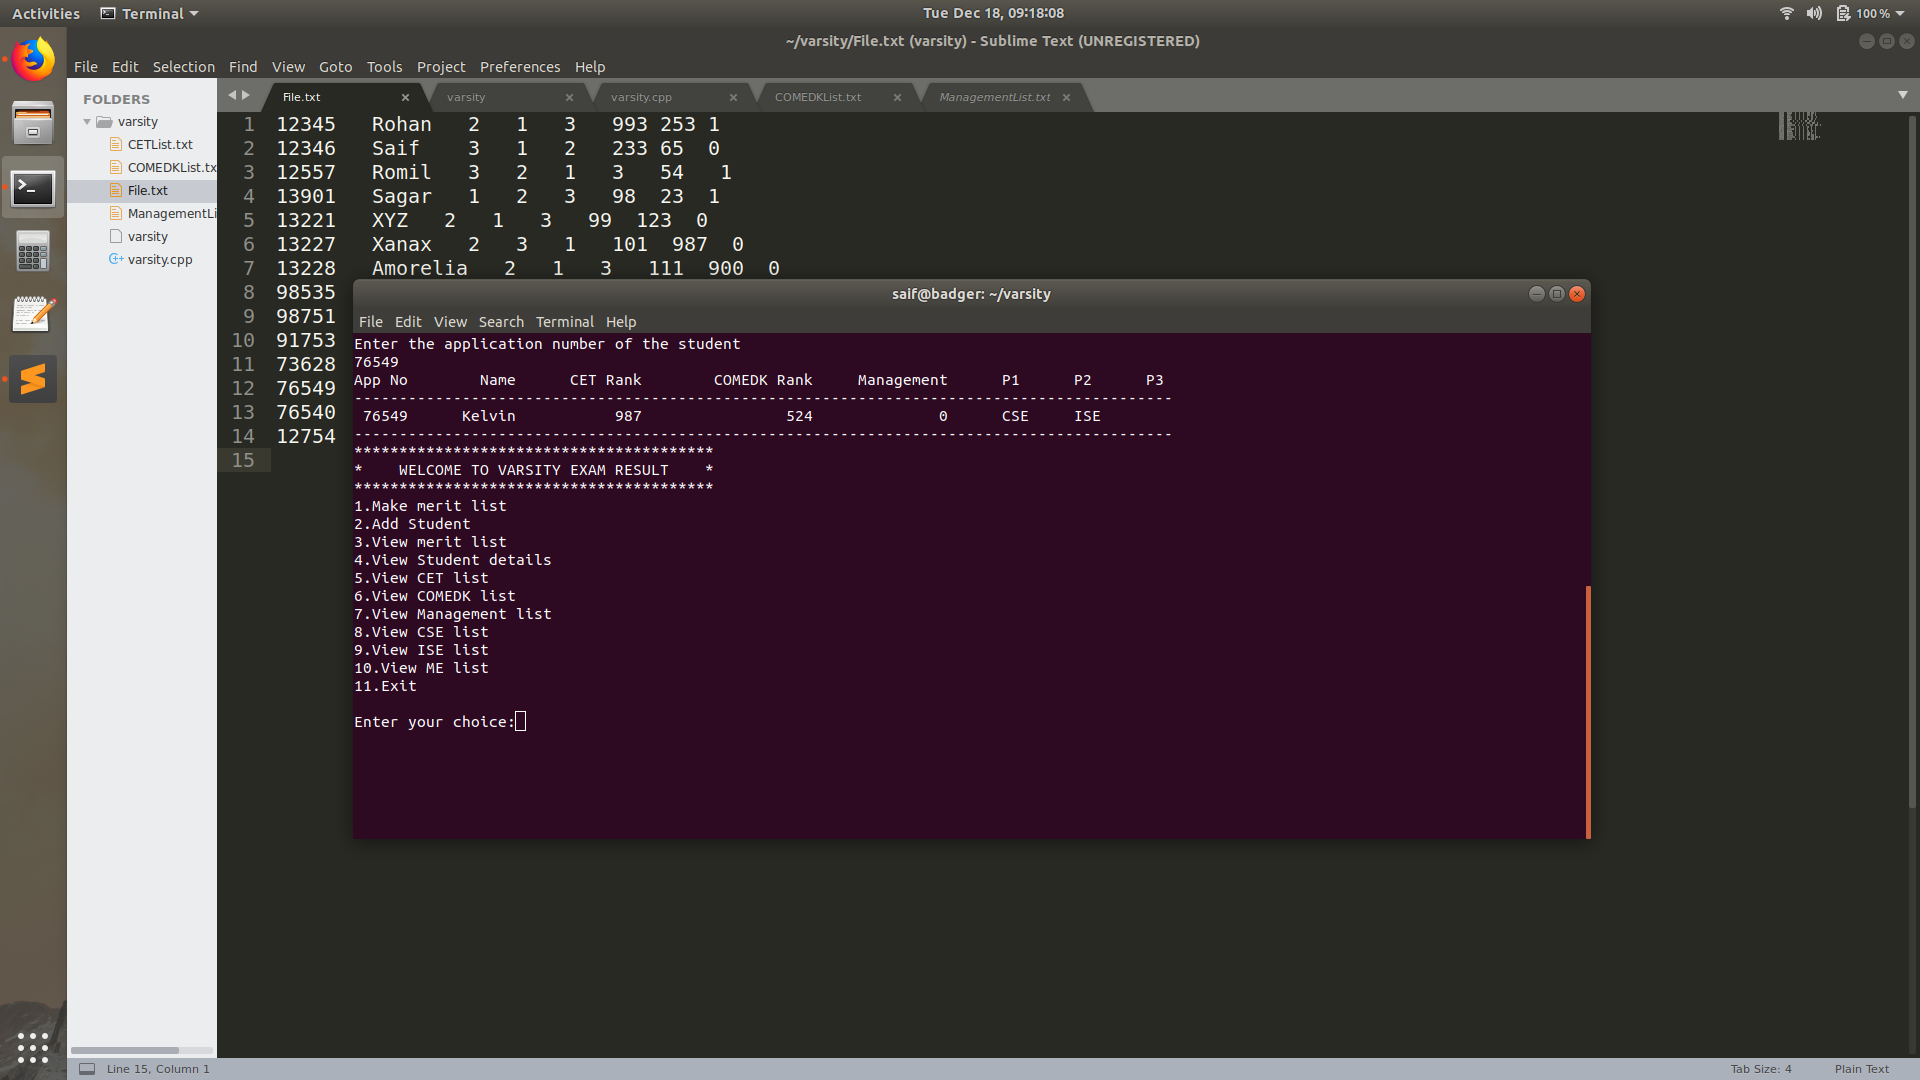 Activities Terminal Tue Dec 18, 09:18:08 100 %
~/varsity/File.txt (varsity) - Sublime Text (UNREGISTERED)
File Edit Selection Find View Goto Tools Project Preferences Help
FOLDERS
varsity
CETList.txt
COMEDKList.tx
File.txt
ManagementLi
varsity
varsity.cpp
File.txt varsity varsity.cpp COMEDKList.txt ManagementList.txt
1 12345 Rohan 2 1 3 993 253 1
2 12346 Saif 3 1 2 233 65 0
3 12557 Romil 3 2 1 3 54 1
4 13901 Sagar 1 2 3 98 23 1
5 13221 XYZ 2 1 3 99 123 0
6 13227 Xanax 2 3 1 101 987 0
7 13228 Amorelia 2 1 3 111 900 0
8 98535
9 98751
10 91753
11 73628
12 76549
13 76540
14 12754
15
saif@badger: ~/varsity
File Edit View Search Terminal Help
Enter the application number of the student
76549
App No Name CET Rank COMEDK Rank Management P1 P2 P3
-------------------------------------------------------------------------------------------
76549 Kelvin 987 524 0 CSE ISE
-------------------------------------------------------------------------------------------
****************************************
* WELCOME TO VARSITY EXAM RESULT *
****************************************
1.Make merit list
2.Add Student
3.View merit list
4.View Student details
5.View CET list
6.View COMEDK list
7.View Management list
8.View CSE list
9.View ISE list
10.View ME list
11.Exit
Enter your choice:
Line 15, Column 1 Tab Size: 4 Plain Text